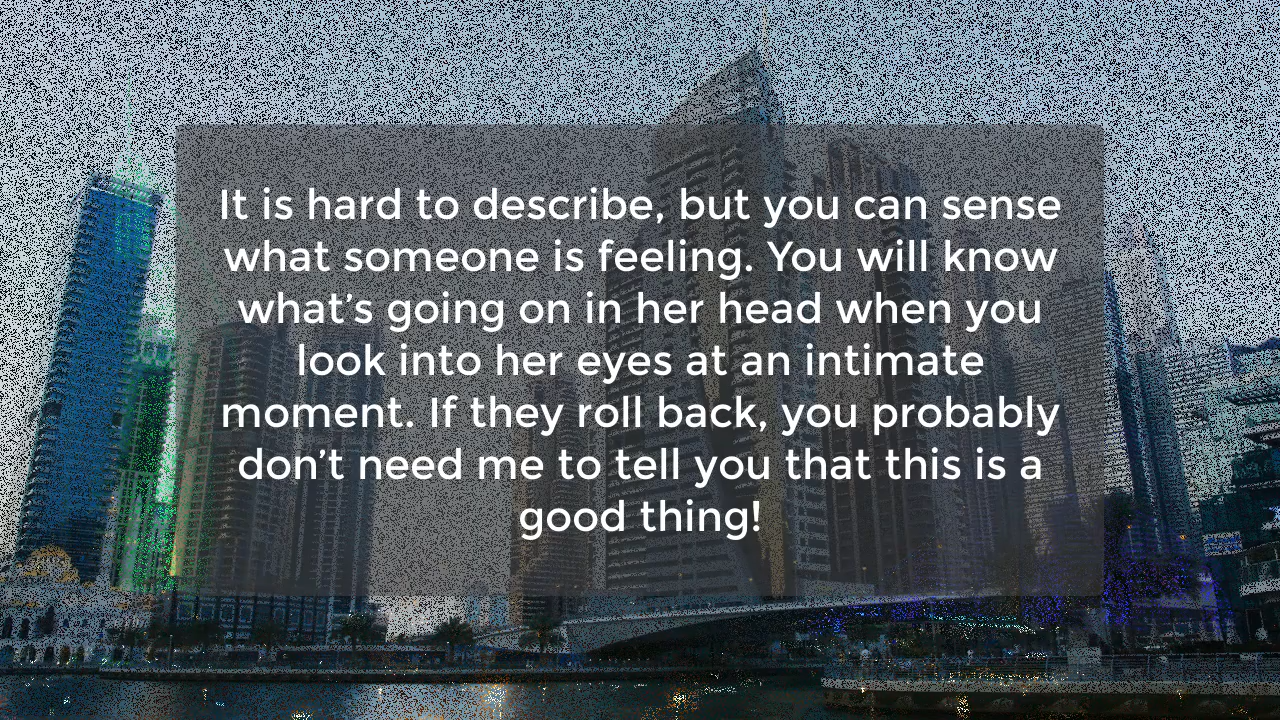 It is hard to describe, but you can sense
what someone is feeling. You will know
what’s going on in her head when you
look into her eyes at an intimate
moment. If they roll back, you probably
don’t need me to tell you that this is a
good thing!